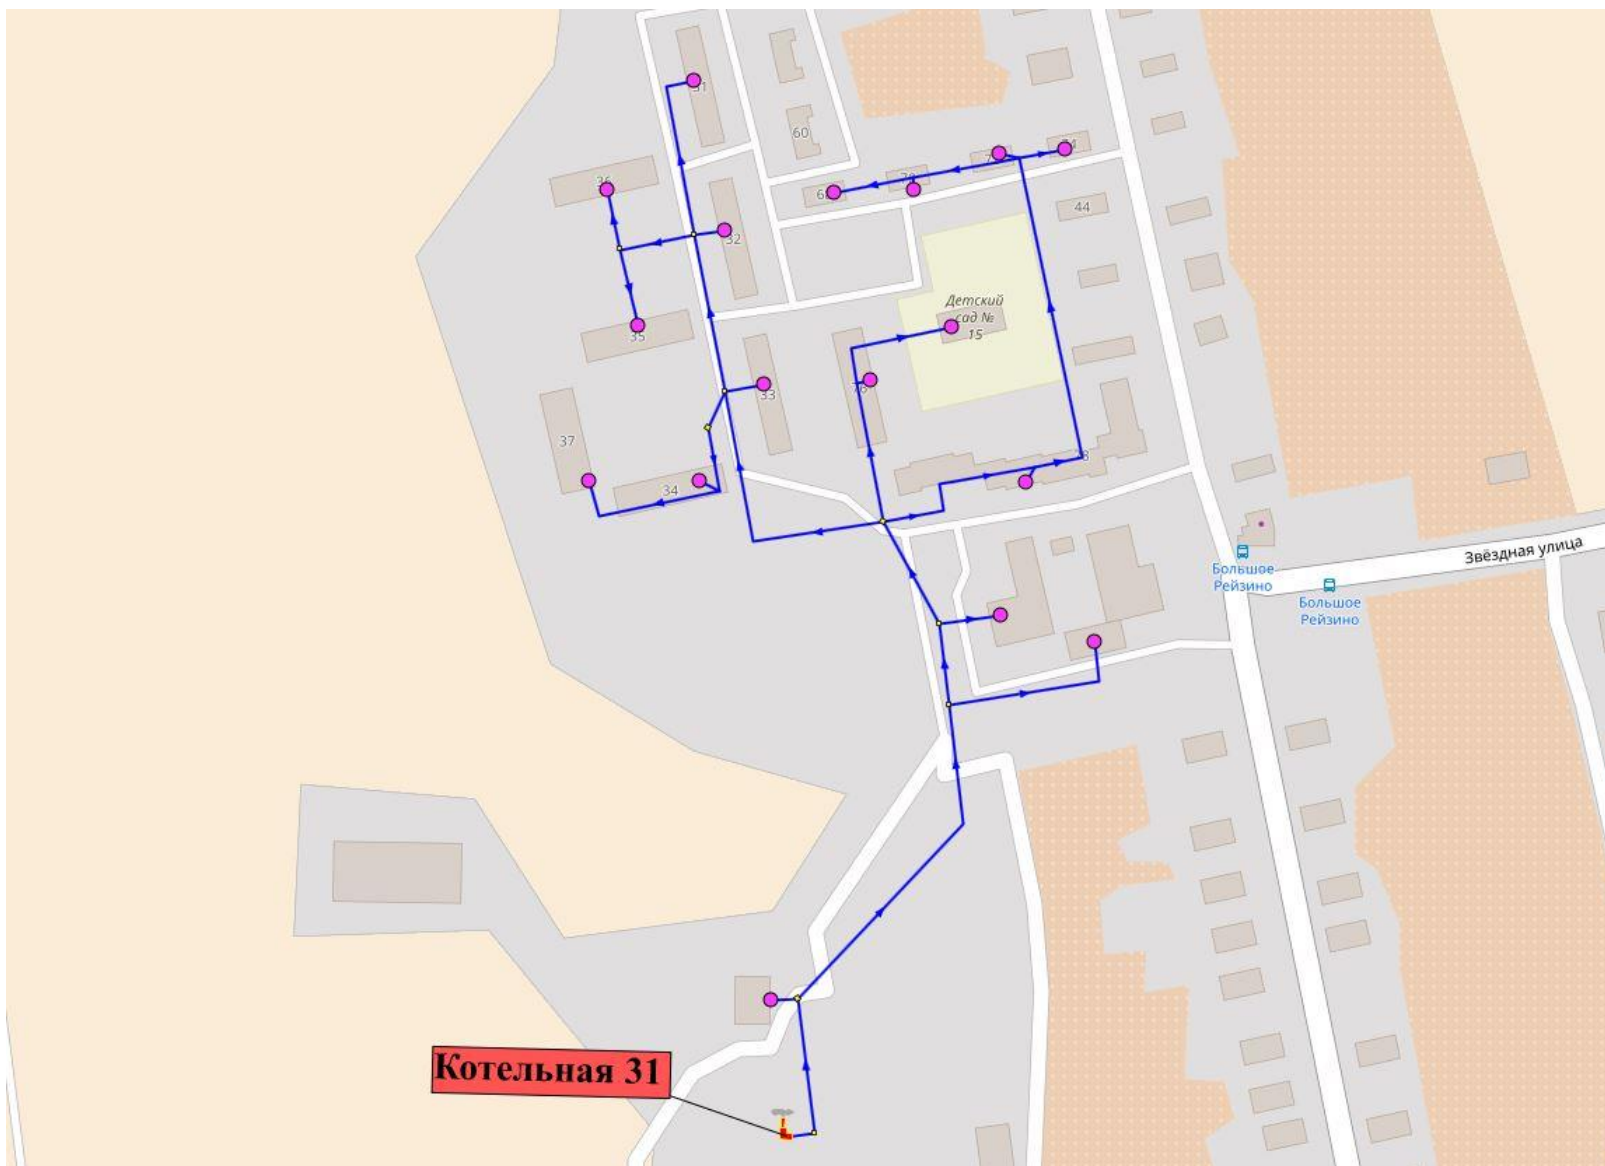 60
36
32
44
Детский
сад №
15
35
33
37
34
Звёздная улица
Большое
Рейзино
Большое
Рейзино
Котельная 31